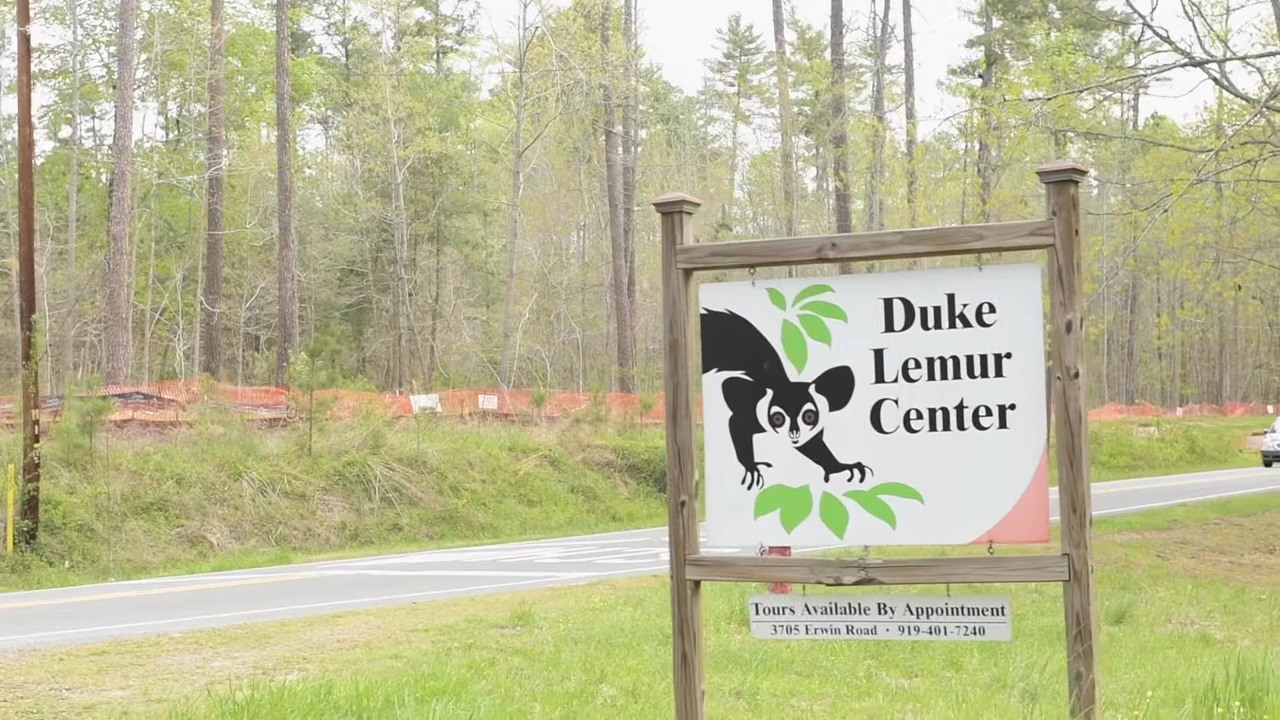 Duke
Lemur
Center
Tours Available By Appointment
3705 Erwin Road · 919-401-7240